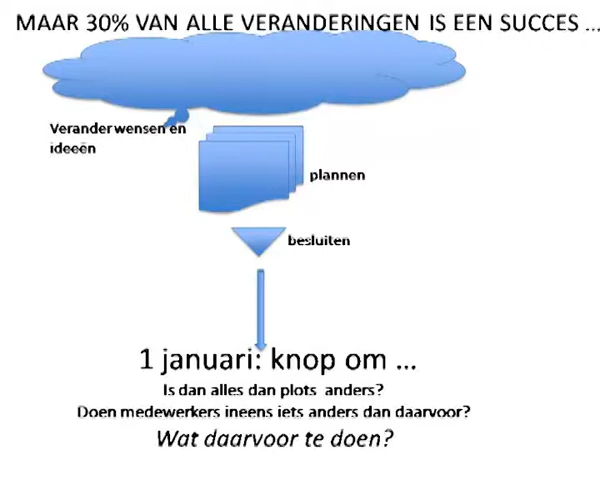 MAAR 30% VAN ALLE VERANDERINGEN IS EEN SUCCES ...
Veranderwensen en
ideeën
plannen
besluiten
1 januari: knop om ...
Is dan alles dan plots anders?
Doen medewerkers ineens iets anders dan daarvoor?
Wat daarvoor te doen?